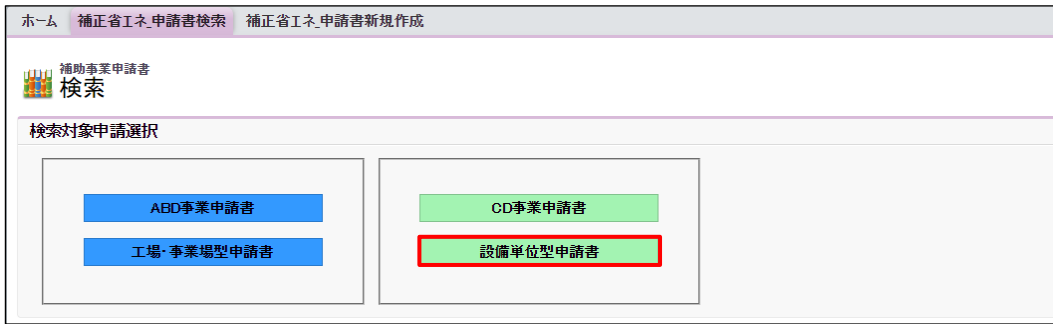 ホーム 補正省エネ_申請書検索 補正省エネ_申請書新規作成
補助事業申請書
検索
検索対象申請選択
ABD事業申請書 CD事業申請書
工場・事業場型申請書 設備単位型申請書